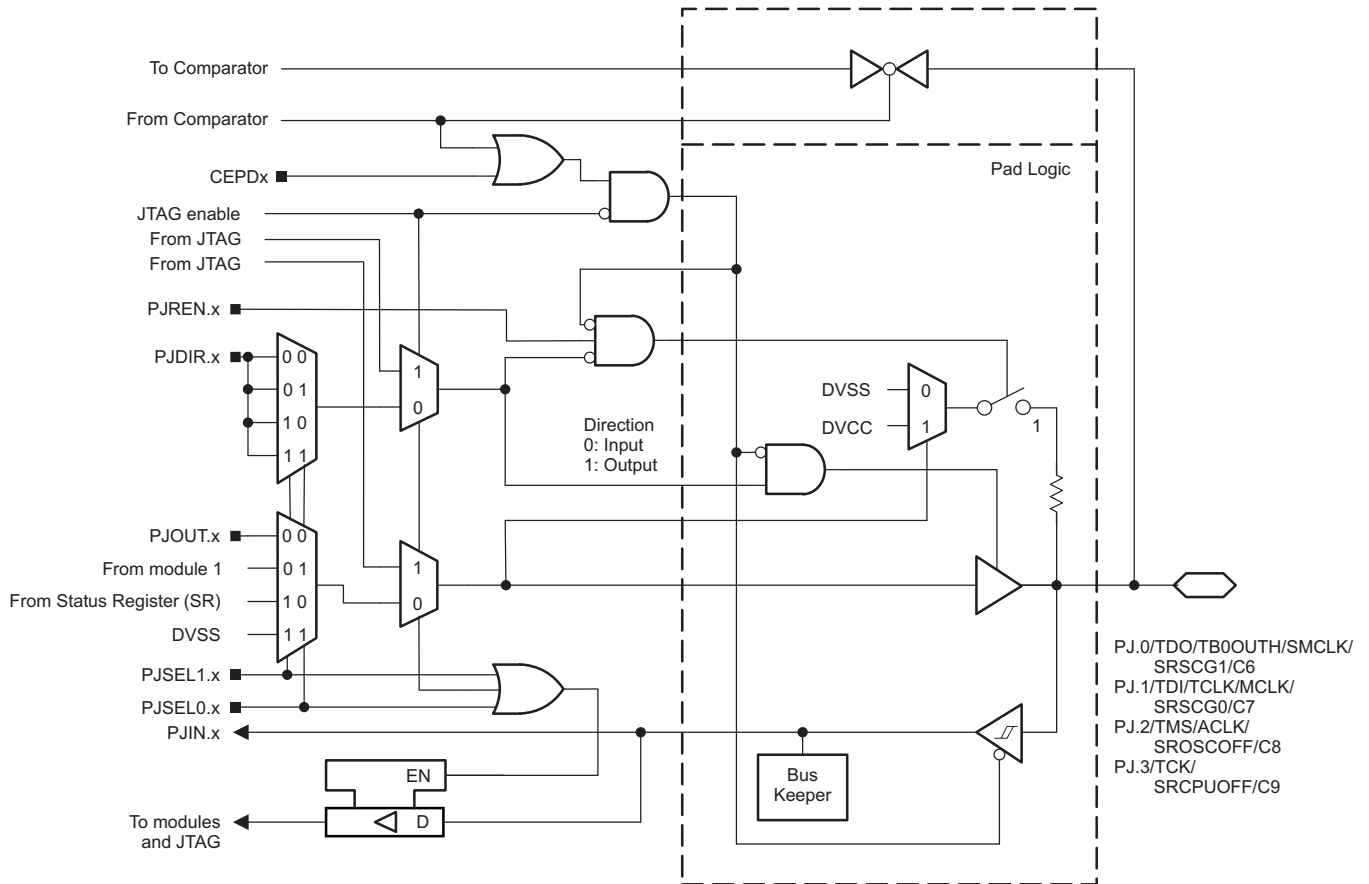 To Comparator
From Comparator
Pad Logic
CEPDx
JTAG enable
From JTAG
From JTAG
PJREN.x
PJDIR.x
0 0
0 1
1 0
1 1
1
0
DVSS
DVCC
0
1
1
Direction
0: Input
1: Output
PJOUT.x
From module 1
From Status Register (SR)
DVSS
0 0
0 1
1 0
1 1
1
0
PJSEL1.x
PJSEL0.x
PJIN.x
EN
D
To modules
and JTAG
Bus
Keeper
PJ.0/TDO/TB0OUTH/SMCLK/
SRSCG1/C6
PJ.1/TDI/TCLK/MCLK/
SRSCG0/C7
PJ.2/TMS/ACLK/
SROSCOFF/C8
PJ.3/TCK/
SRCPUOFF/C9